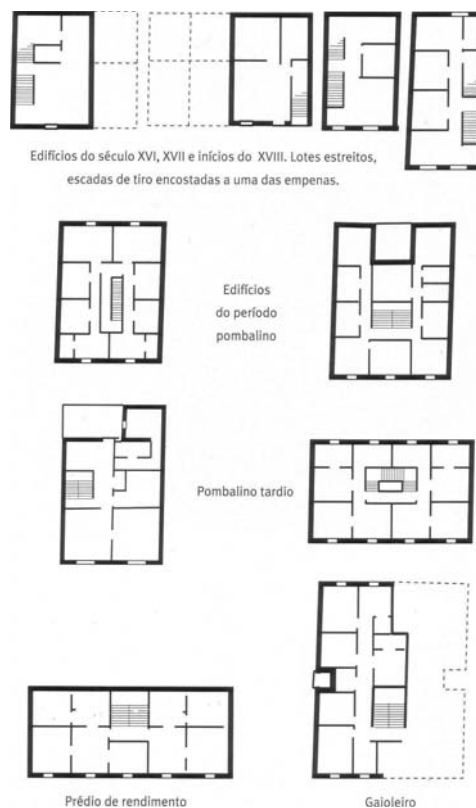 Edifícios do século XVI, XVII e inícios do XVIII. Lotes estreitos,
escadas de tiro encostadas a uma das empenas.
Edifícios
do período
pombalino
Pombalino tardio
Prédio de rendimento
Gaioleiro